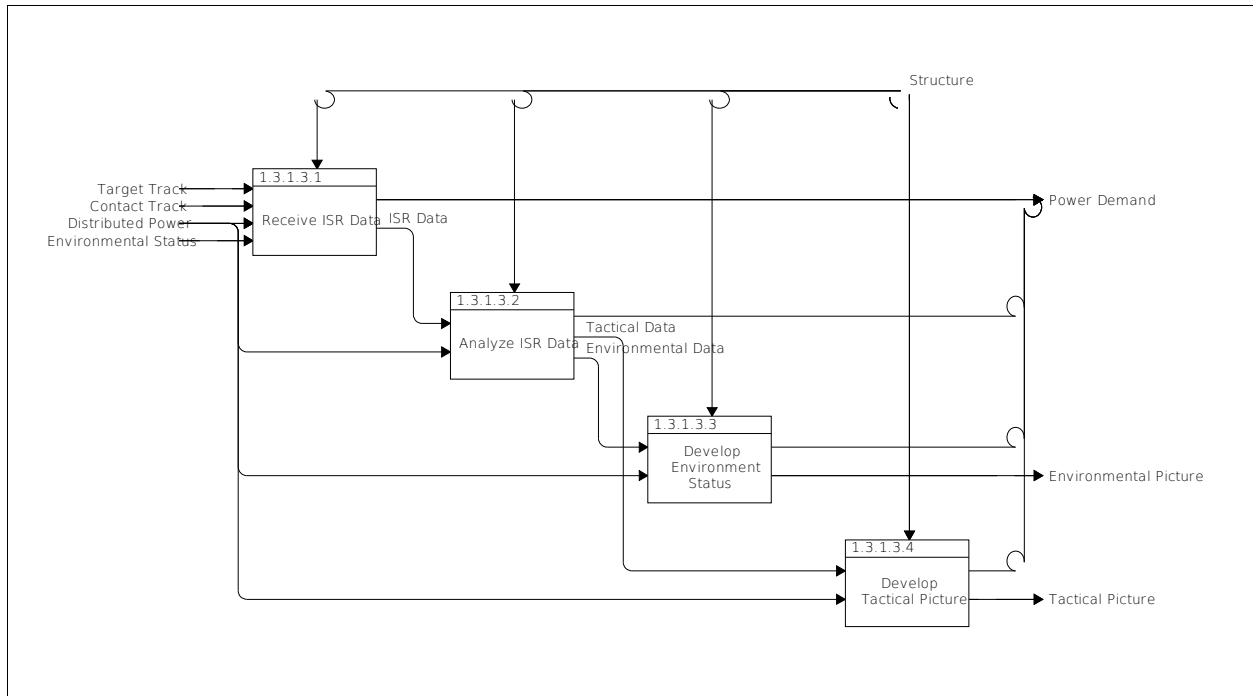 Structure
1.3.1.3.1
Target Track
Contact Track
Distributed Power
Environmental Status
Receive ISR Data
ISR Data
Power Demand
1.3.1.3.2
Analyze ISR Data
Tactical Data
Environmental Data
1.3.1.3.3
Develop
Environment
Status
Environmental Picture
1.3.1.3.4
Develop
Tactical Picture
Tactical Picture